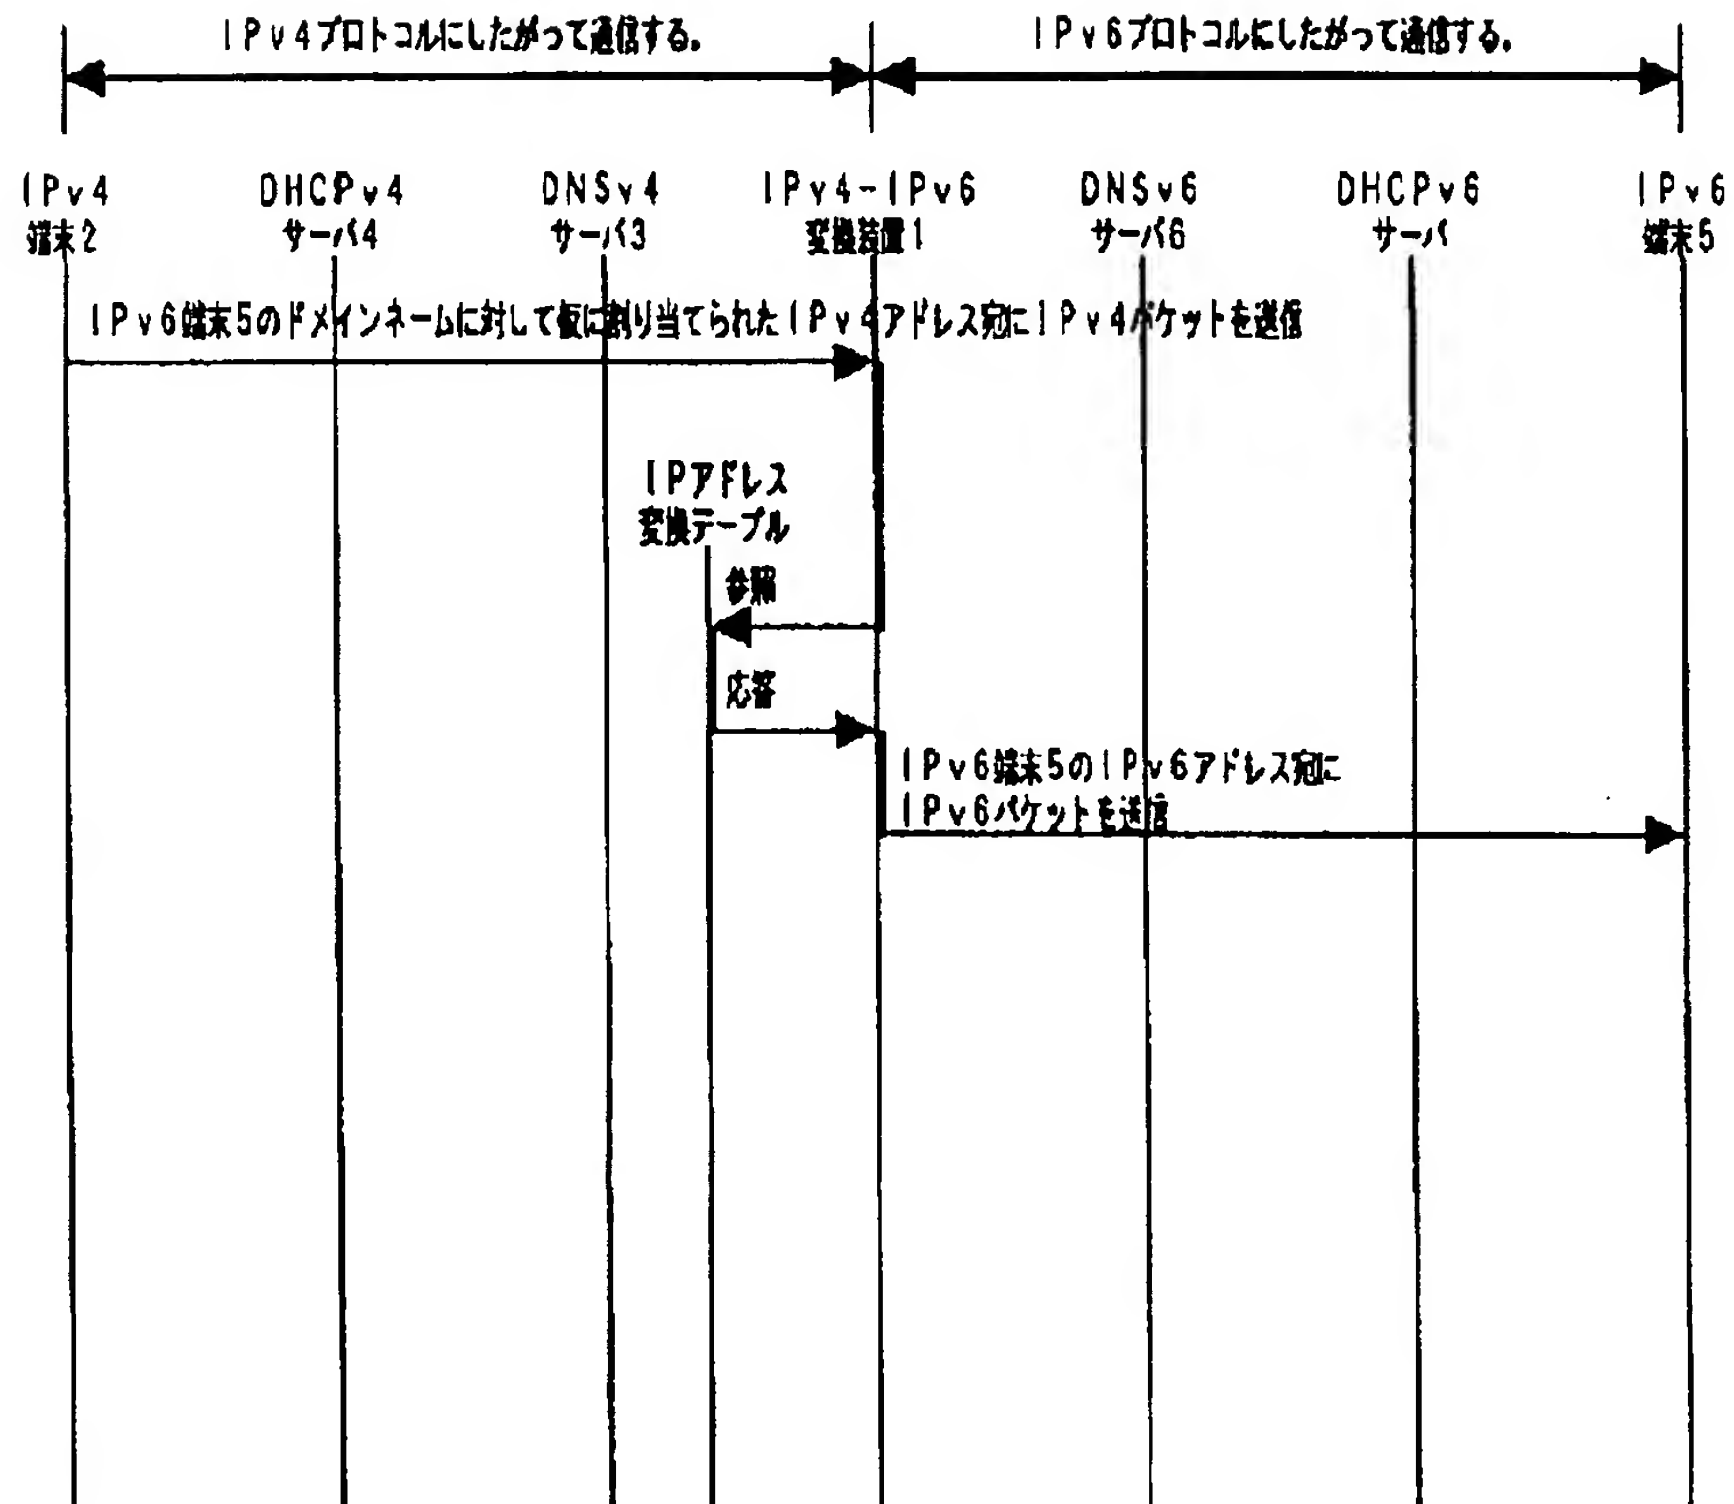 IPv4プロトコルにしたがって通信する。
IPv6プロトコルにしたがって通信する。
IPv4
端末2
DHCPv4
サーバ4
DNSv4
サーバ3
IPv4-IPv6
変換装置1
DNSv6
サーバ6
DHCPv6
サーバ
IPv6
端末5
IPv6端末5のドメインネームに対して仮に割り当てられたIPv4アドレス宛にIPv4パケットを送信
IPアドレス
変換テーブル
参照
応答
IPv6端末5のIPv6アドレス宛に
IPv6パケットを送信